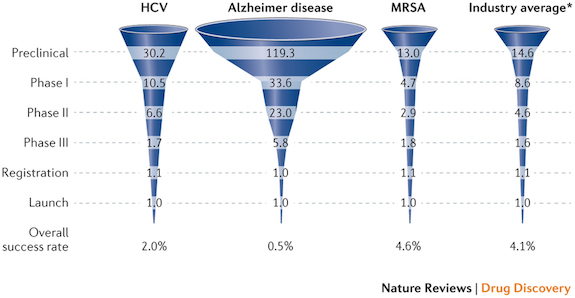 HCV Alzheimer disease MRSA Industry average*
Preclinical 30.2 119.3 13.0 14.6
Phase I 10.5 33.6 4.7 8.6
Phase II 6.6 23.0 2.9 4.6
Phase III 1.7 5.8 1.8 1.6
Registration 1.1 1.0 1.1 1.1
Launch 1.0 1.0 1.0 1.0
Overall
success rate 2.0% 0.5% 4.6% 4.1%
Nature Reviews | Drug Discovery